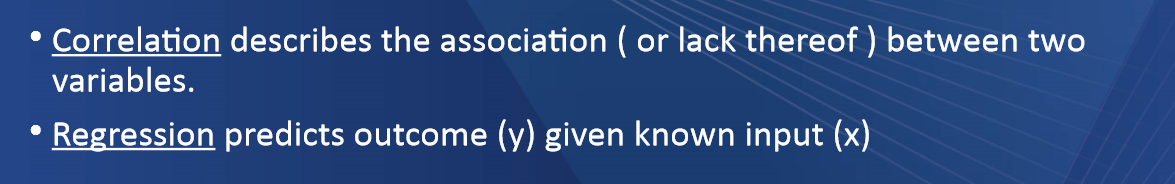 • Correlation describes the association ( or lack thereof ) between two
variables.
• Regression predicts outcome (y) given known input (x)